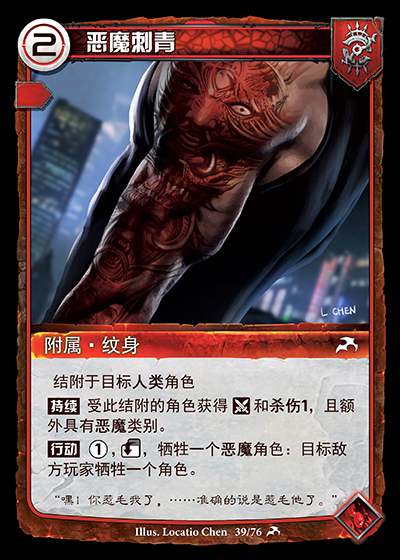 2 恶魔刺青
L. CHEN
附属·纹身
结附于目标人类角色
持续 受此结附的角色获得 和杀伤1，且额
外具有恶魔类别。
行动 1，，牺牲一个恶魔角色：目标敌
方玩家牺牲一个角色。
“嘿！你惹毛我了，……准确的说是惹毛他了。”
Illus. Locatio Chen 39/76